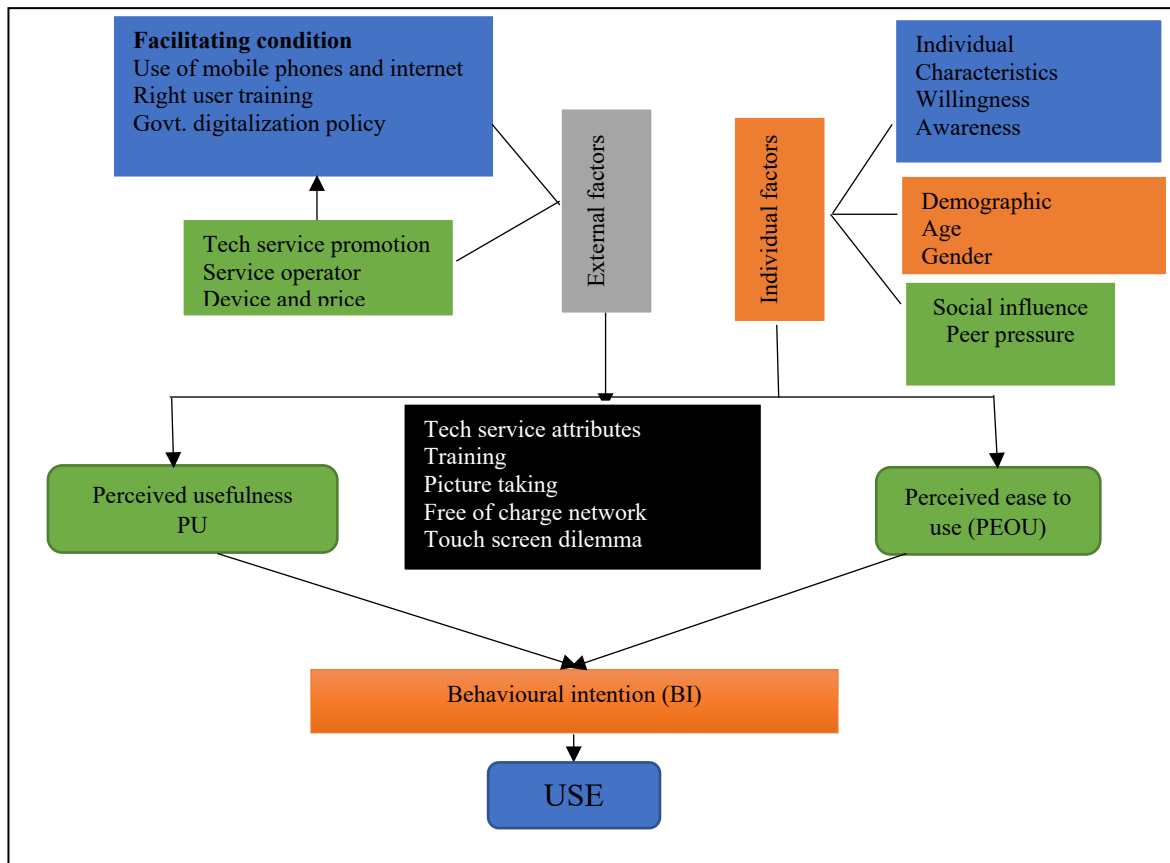 Facilitating condition
Use of mobile phones and internet
Right user training
Govt. digitalization policy
Tech service promotion
Service operator
Device and price
External factors
Individual factors
Individual
Characteristics
Willingness
Awareness
Demographic
Age
Gender
Social influence
Peer pressure
Tech service attributes
Training
Picture taking
Free of charge network
Touch screen dilemma
Perceived usefulness
PU
Perceived ease to
use (PEOU)
Behavioural intention (BI)
USE